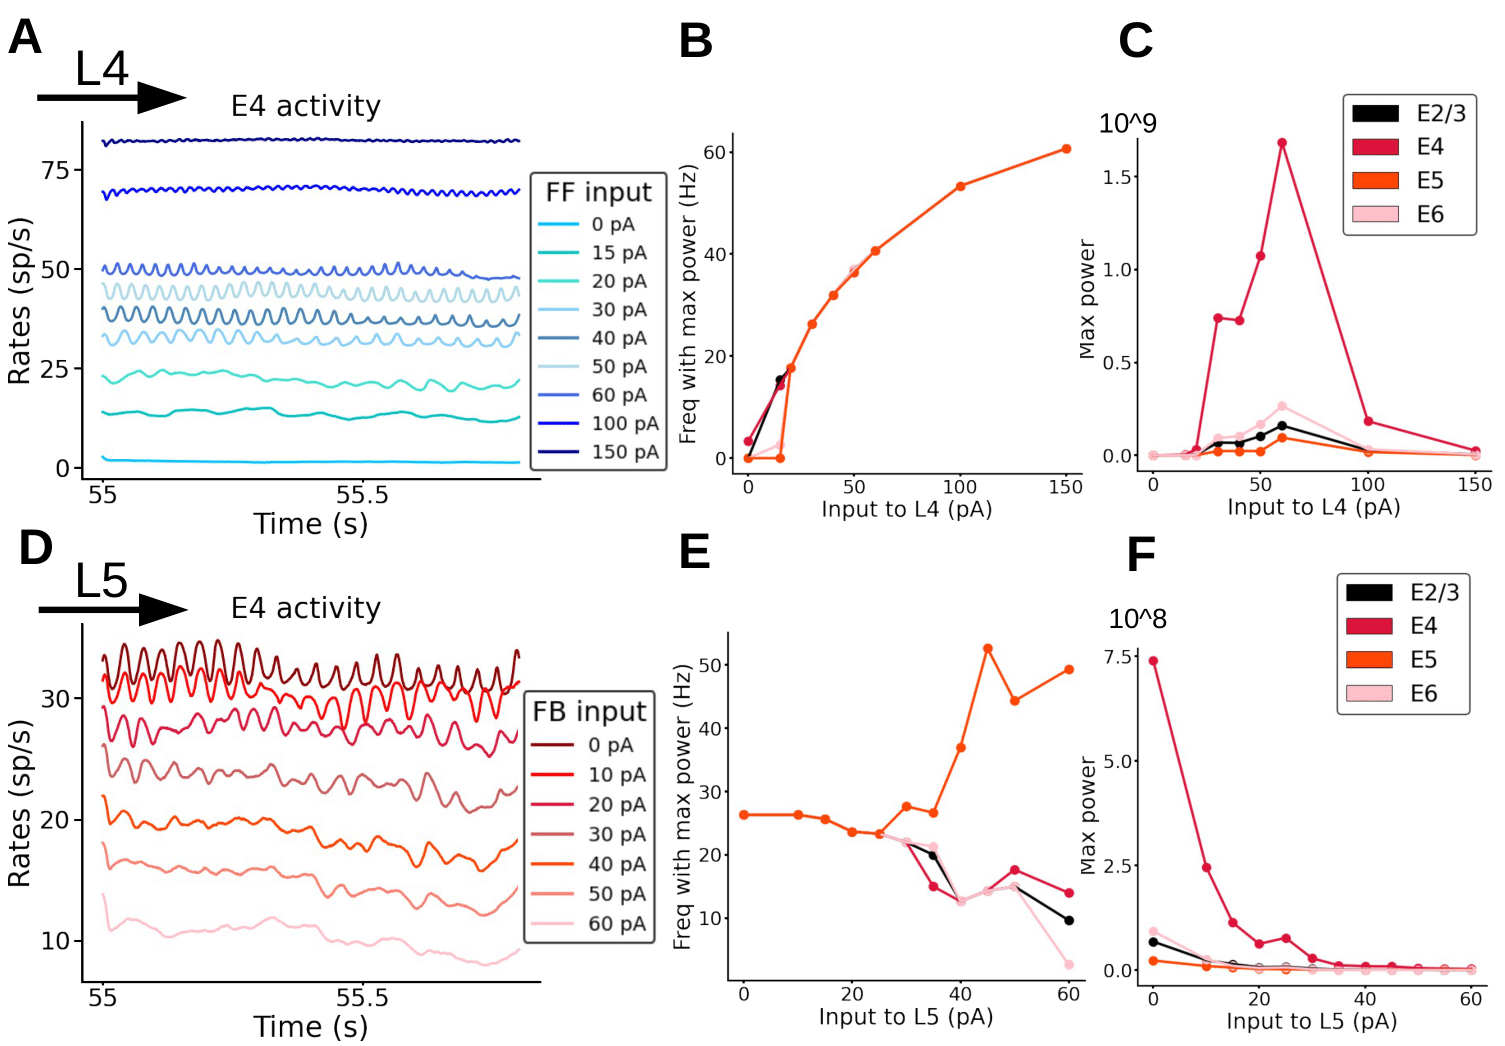 A
L4
E4 activity
Rates (sp/s)
75
50
25
0
55
55.5
Time (s)
FF input
0 pA
15 pA
20 pA
30 pA
40 pA
50 pA
60 pA
100 pA
150 pA
B
Freq with max power (Hz)
60
40
20
0
0
50
100
150
Input to L4 (pA)
C
10^9
Max power
1.5
1.0
0.5
0.0
0
50
100
150
Input to L4 (pA)
E2/3
E4
E5
E6
D
L5
E4 activity
Rates (sp/s)
30
20
10
55
55.5
Time (s)
FB input
0 pA
10 pA
20 pA
30 pA
40 pA
50 pA
60 pA
E
Freq with max power (Hz)
50
40
30
20
10
0
20
40
60
Input to L5 (pA)
F
10^8
Max power
7.5
5.0
2.5
0.0
0
20
40
60
Input to L5 (pA)
E2/3
E4
E5
E6